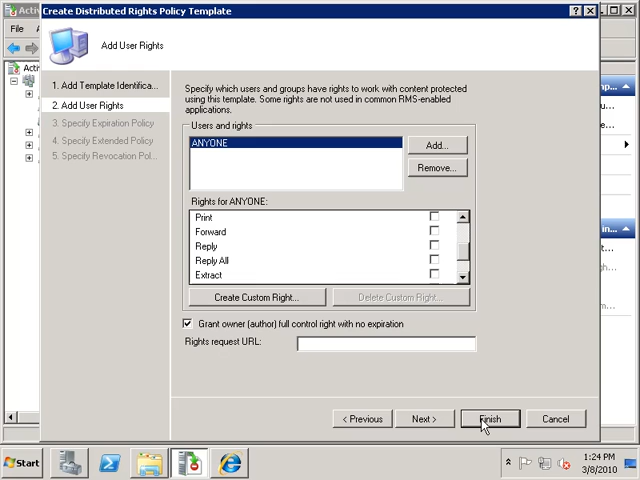 Activ
Create Distributed Rights Policy Template
File
Add User Rights
Activ
1. Add Template Identifica...
2. Add User Rights
3. Specify Expiration Policy
4. Specify Extended Policy
5. Specify Revocation Pol...
Specify which users and groups have rights to work with content protected
using this template. Some rights are not used in common RMS-enabled
applications.
Users and rights
ANYONE
Add...
Remove...
Rights for ANYONE:
Print
Forward
Reply
Reply All
Extract
Create Custom Right...
Delete Custom Right...
Grant owner (author) full control right with no expiration
Rights request URL:
< Previous
Next >
Finish
Cancel
Start
1:24 PM
3/8/2010